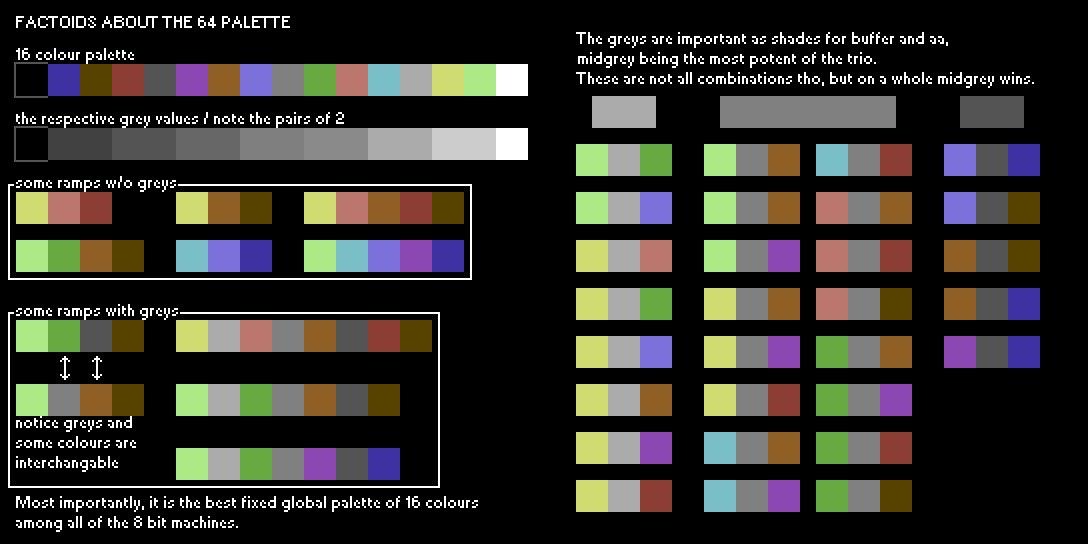 FACTOIDS ABOUT THE 64 PALETTE
16 colour palette
the respective grey values / note the pairs of 2
some ramps w/o greys
some ramps with greys
notice greys and
some colours are
interchangable
Most importantly, it is the best fixed global palette of 16 colours
among all of the 8 bit machines.
The greys are important as shades for buffer and aa,
midgrey being the most potent of the trio.
These are not all combinations tho, but on a whole midgrey wins.